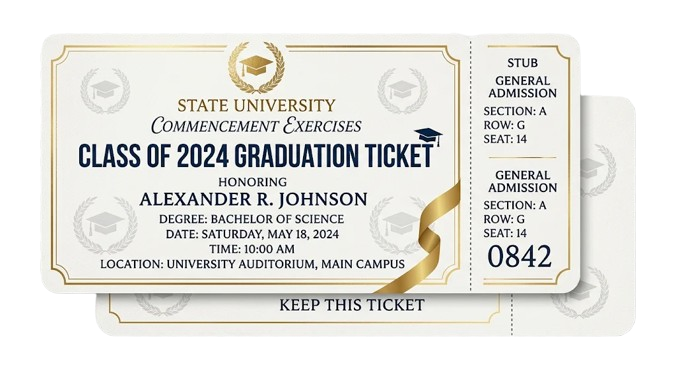 STATE UNIVERSITY
COMMENCEMENT EXERCISES
CLASS OF 2024 GRADUATION TICKET
HONORING
ALEXANDER R. JOHNSON
DEGREE: BACHELOR OF SCIENCE
DATE: SATURDAY, MAY 18, 2024
TIME: 10:00 AM
LOCATION: UNIVERSITY AUDITORIUM, MAIN CAMPUS
STUB
GENERAL
ADMISSION
SECTION: A
ROW: G
SEAT: 14
GENERAL
ADMISSION
SECTION: A
ROW: G
SEAT: 14
0842
KEEP THIS TICKET